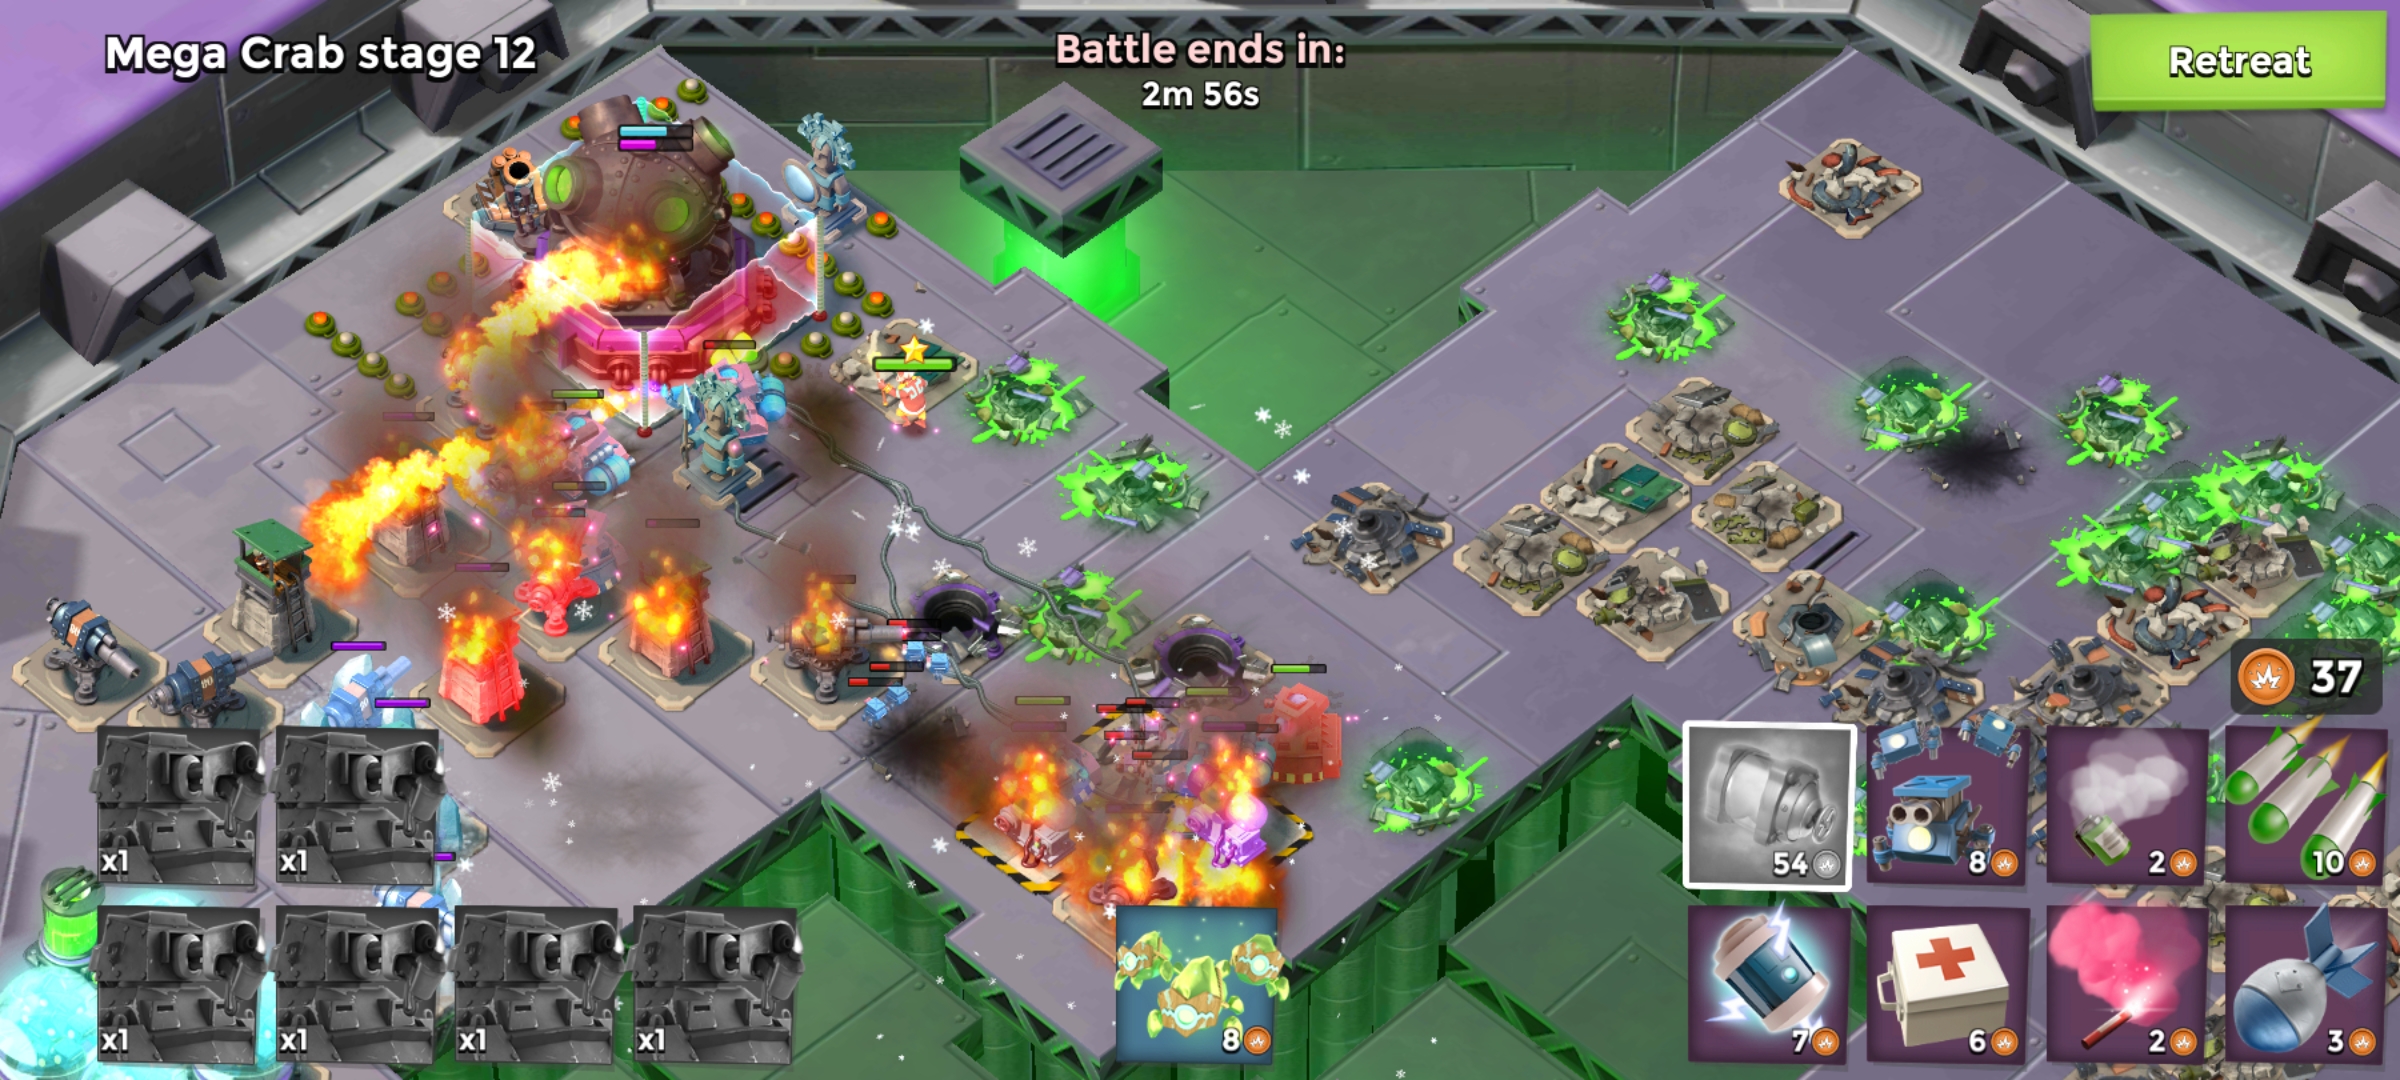 Mega Crab stage 12
Battle ends in:
2m 56s
Retreat
37
x1
x1
54
8
2
10
x1
x1
x1
x1
8
7
6
2
3